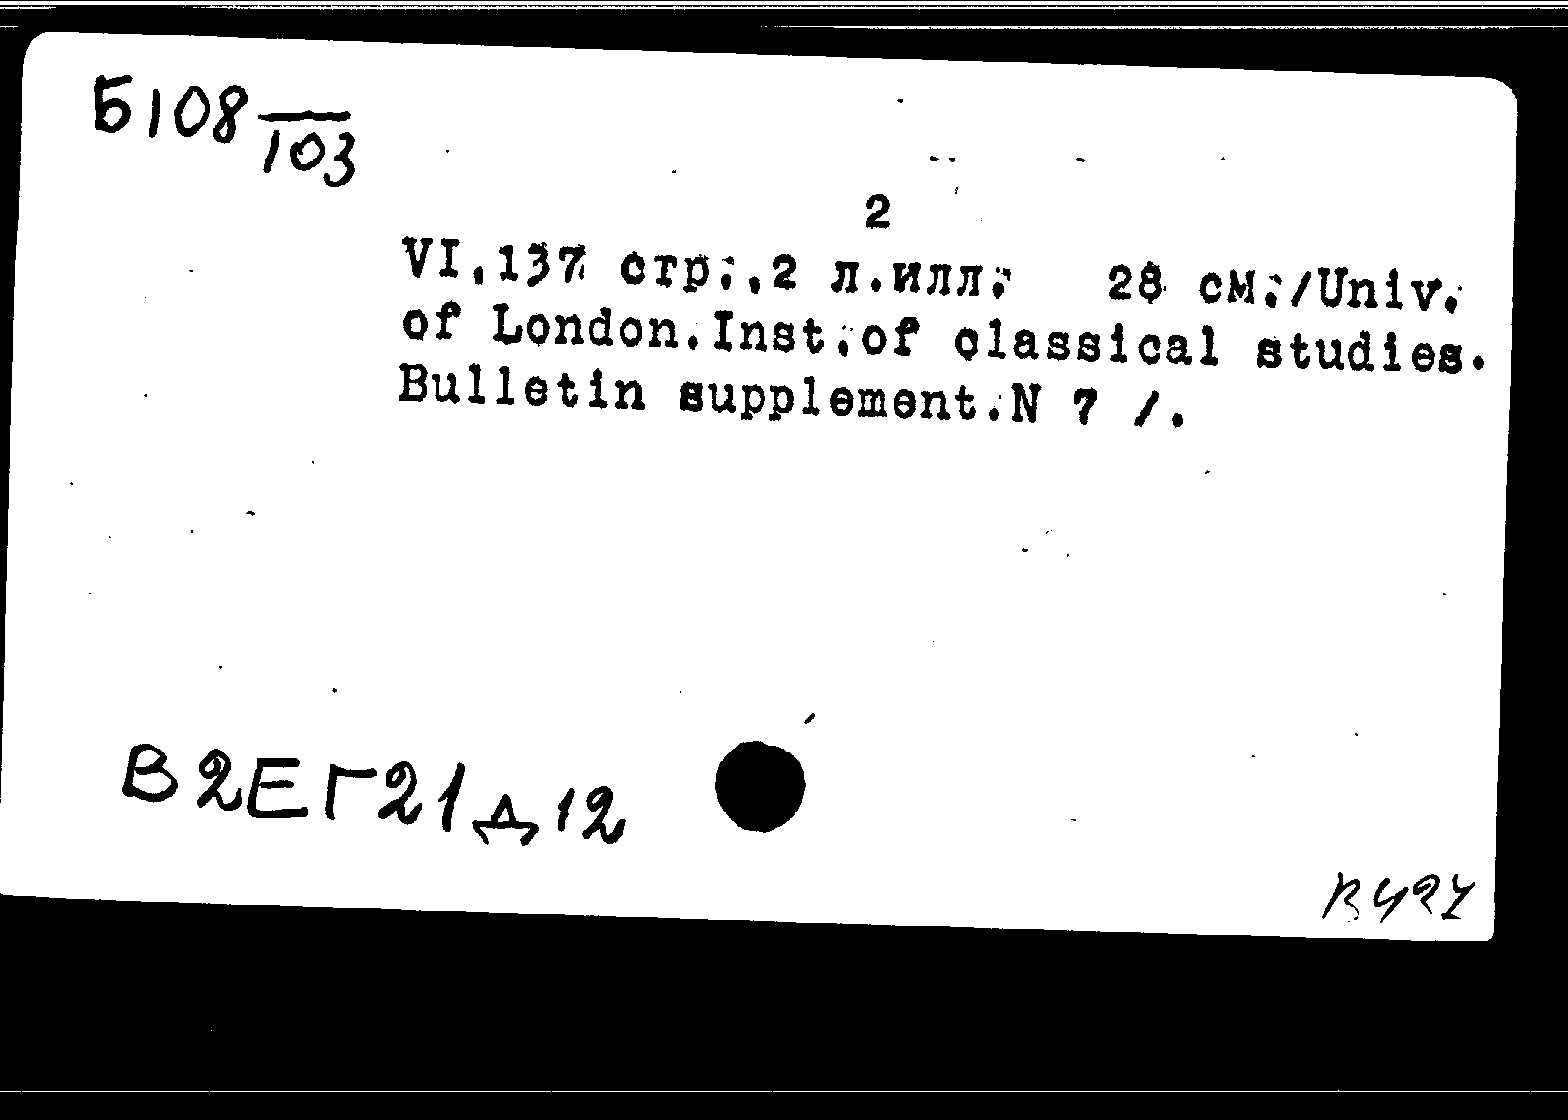 Б108
103
2
VI,137 стр.,2 л.илл. 28 см./Univ.
of London.Inst.of classical studies.
Bulletin supplement.N 7 /.
В2ЕГ21д12